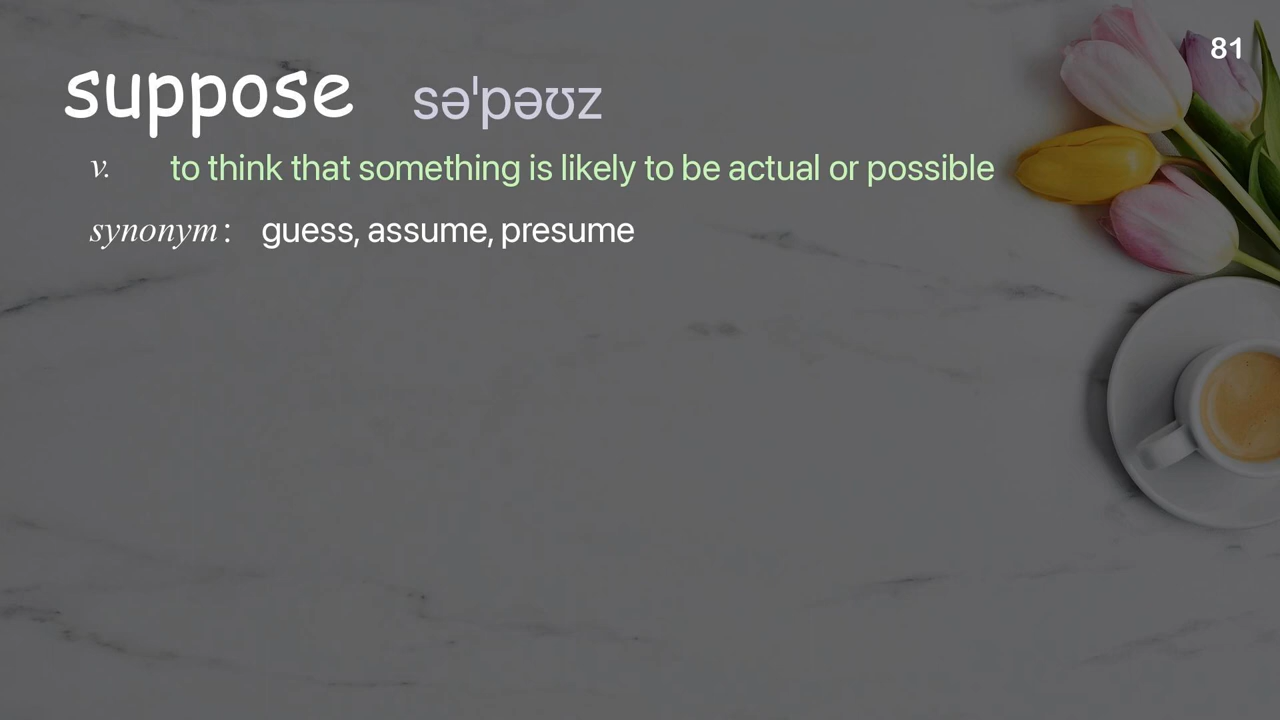 81
suppose səˈpəʊz
v. to think that something is likely to be actual or possible
synonym : guess, assume, presume